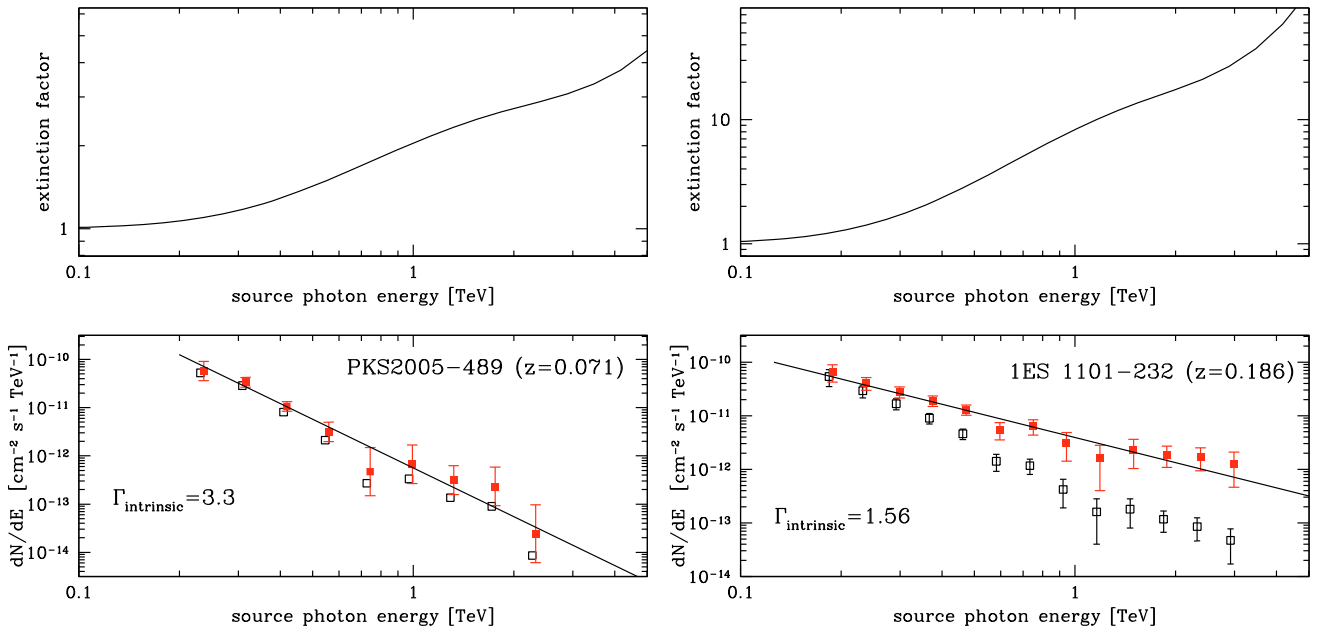 extinction factor
1
0.1
1
source photon energy [TeV]
extinction factor
10
1
0.1
1
source photon energy [TeV]
dN/dE [cm⁻² s⁻¹ TeV⁻¹]
10⁻¹⁰
10⁻¹¹
10⁻¹²
10⁻¹³
10⁻¹⁴
PKS2005−489 (z=0.071)
Γintrinsic=3.3
0.1
1
source photon energy [TeV]
dN/dE [cm⁻² s⁻¹ TeV⁻¹]
10⁻¹⁰
10⁻¹¹
10⁻¹²
10⁻¹³
10⁻¹⁴
1ES 1101−232 (z=0.186)
Γintrinsic=1.56
0.1
1
source photon energy [TeV]